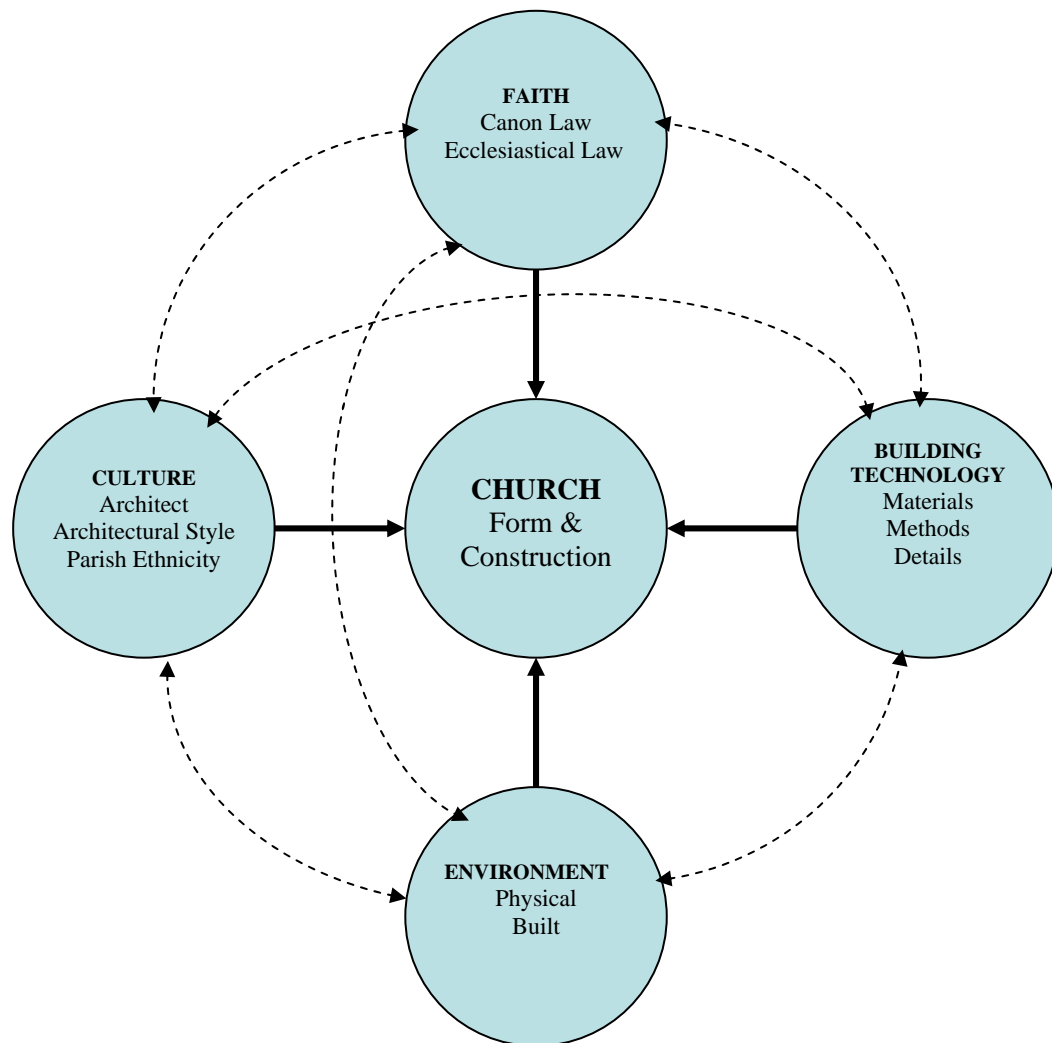 FAITH
Canon Law
Ecclesiastical Law
CULTURE
Architect
Architectural Style
Parish Ethnicity
CHURCH
Form &
Construction
BUILDING
TECHNOLOGY
Materials
Methods
Details
ENVIRONMENT
Physical
Built